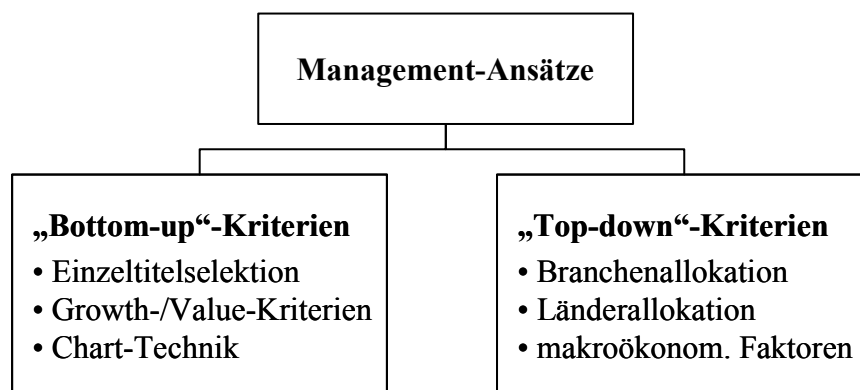 Management-Ansätze
„Bottom-up“-Kriterien
• Einzeltitelselektion
• Growth-/Value-Kriterien
• Chart-Technik
„Top-down“-Kriterien
• Branchenallokation
• Länderallokation
• makroökonom. Faktoren